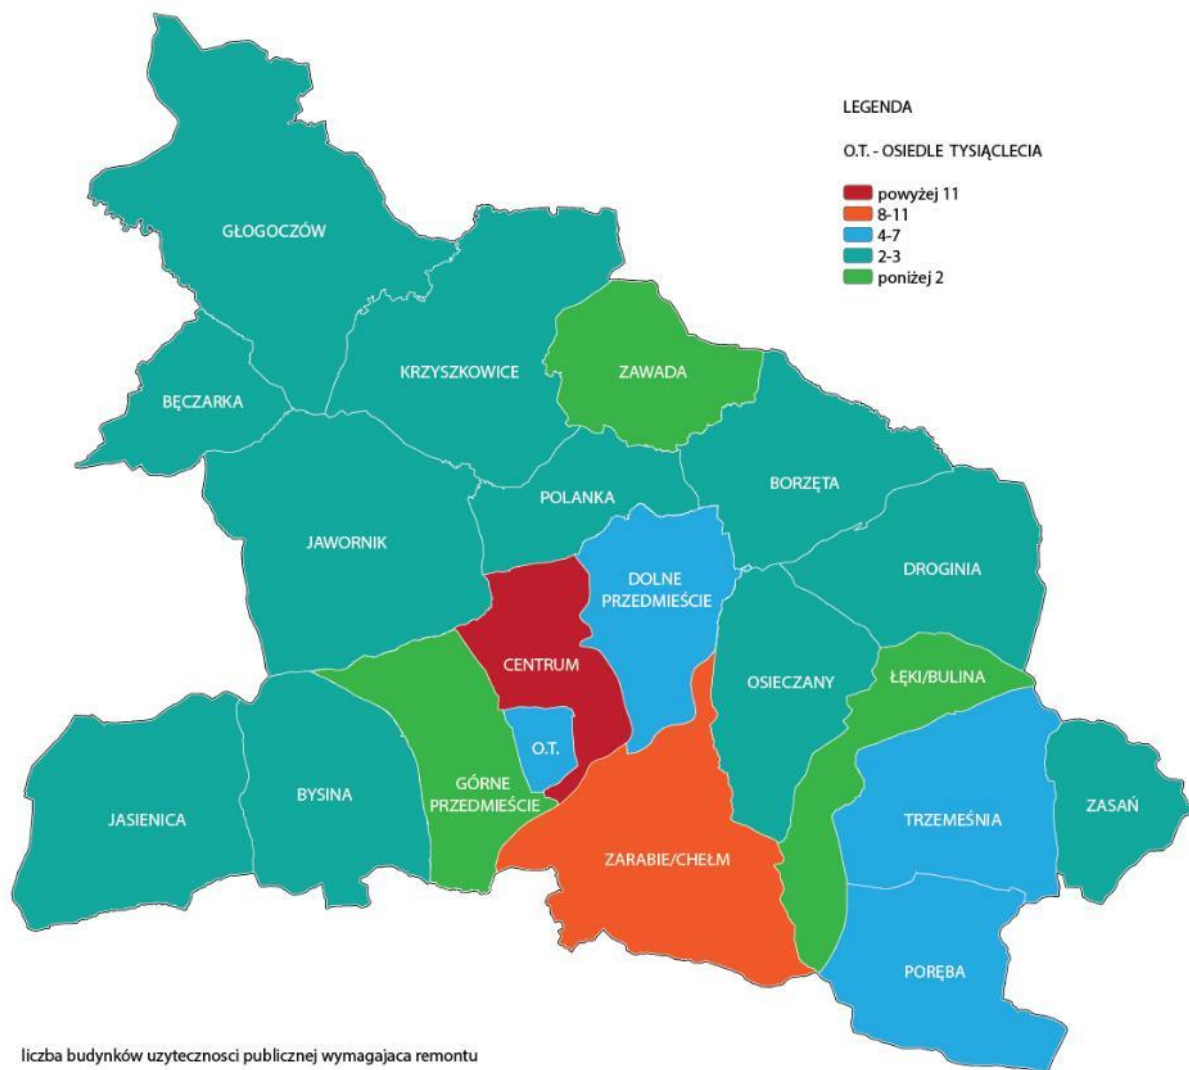 LEGENDA
O.T. - OSIEDLE TYSIĄCLECIA
powyżej 11
8-11
4-7
2-3
poniżej 2
GŁOGOCZÓW
KRZYSZKOWICE
ZAWADA
BĘCZARKA
BORZĘTA
POLANKA
JAWORNIK
DROGINIA
DOLNE
PRZEDMIEŚCIE
CENTRUM
OSIECZANY
ŁĘKI/BULINA
O.T.
GÓRNE
PRZEDMIEŚCIE
BYSINA
JASIENICA
TRZEMEŚNIA
ZASAŃ
ZARABIE/CHEŁM
PORĘBA
liczba budynków uzytecznosci publicznej wymagajaca remontu